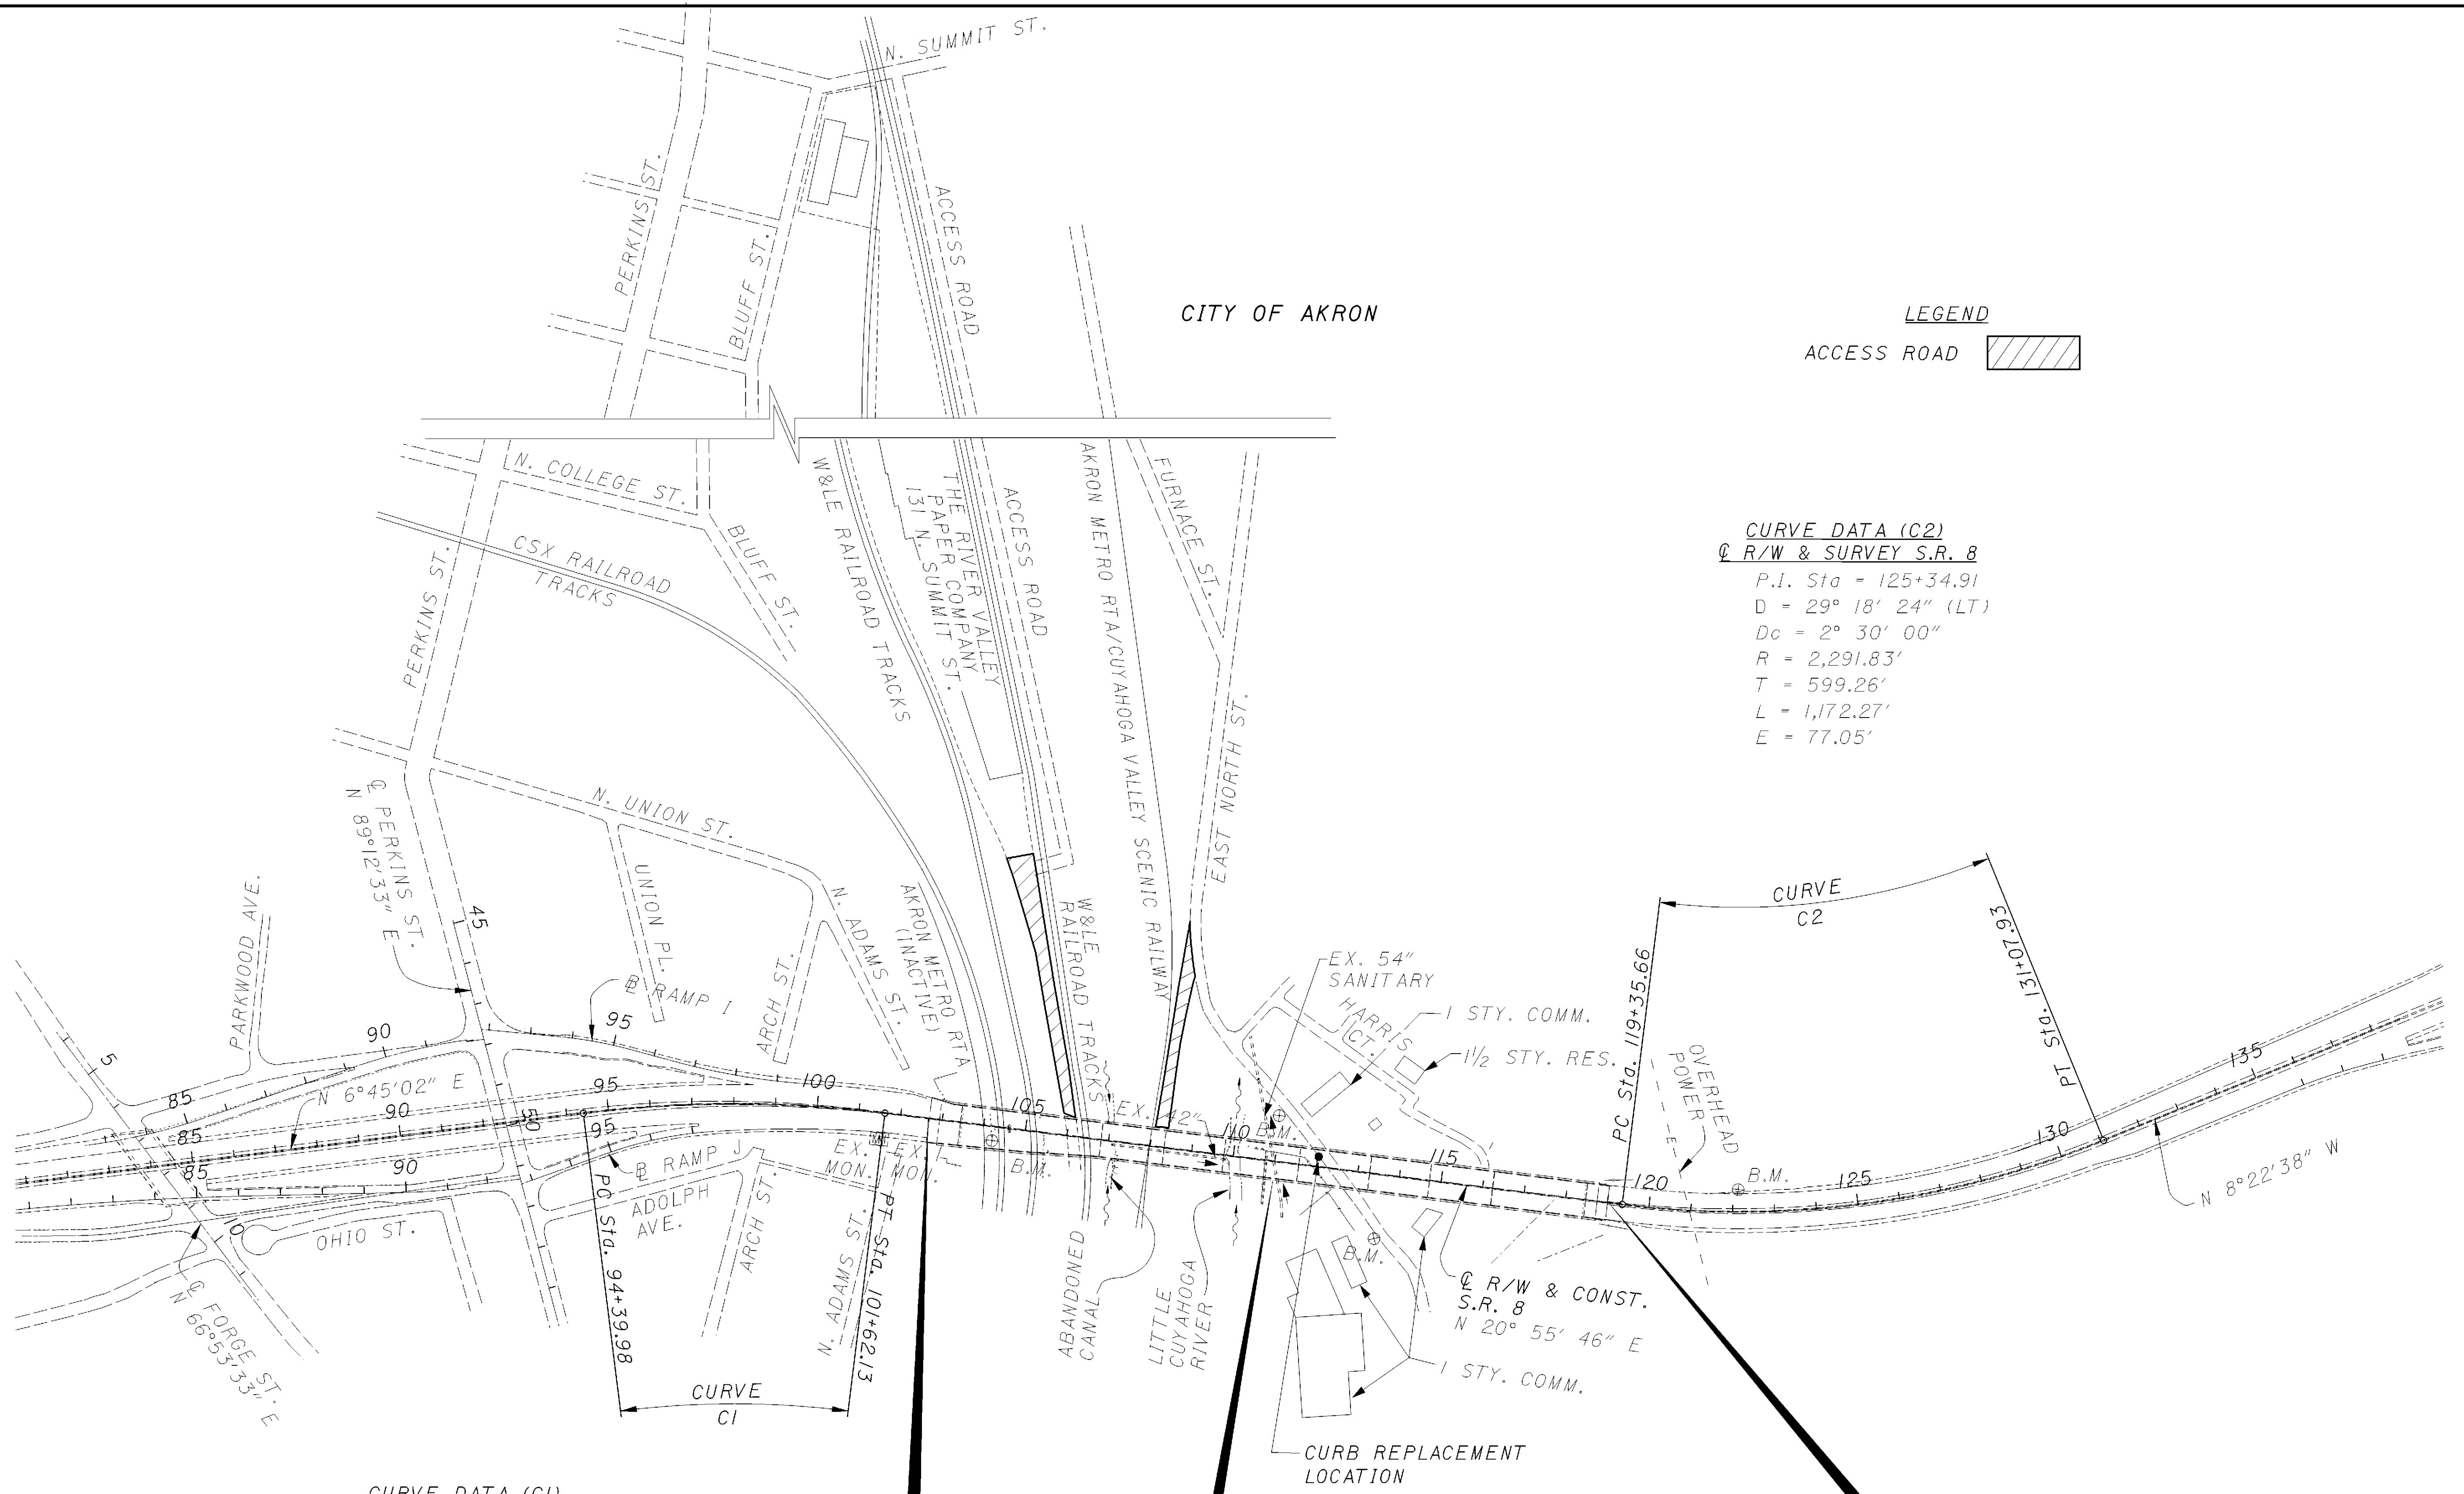 N. SUMMIT ST.
PERKINS ST.
BLUFF ST.
ACCESS ROAD
CITY OF AKRON
LEGEND
ACCESS ROAD
N. COLLEGE ST.
CSX RAILROAD
TRACKS
PERKINS ST.
BLUFF ST.
W&LE RAILROAD TRACKS
THE RIVER VALLEY
PAPER COMPANY
131 N. SUMMIT ST.
ACCESS ROAD
AKRON METRO RTA/CUYAHOGA VALLEY SCENIC RAILWAY
FURNACE ST.
EAST NORTH ST.
CURVE DATA (C2)
℄ R/W & SURVEY S.R. 8
P.I. Sta = 125+34.91
D = 29° 18' 24" (LT)
Dc = 2° 30' 00"
R = 2,291.83'
T = 599.26'
L = 1,172.27'
E = 77.05'
N. UNION ST.
UNION PL.
℄ PERKINS ST.
N 89°12'33" E
PARKWOOD AVE.
45
℄ RAMP I
ARCH ST.
N. ADAMS ST.
AKRON METRO RTA
(INACTIVE)
W&LE
RAILROAD TRACKS
EX. 54"
SANITARY
HARRIS
CT.
1 STY. COMM.
1½ STY. RES.
CURVE
C2
PC Sta. 119+35.66
PT Sta. 131+07.93
OVERHEAD
POWER
5
85
90
95
100
N 6°45'02" E
85
90
95
50
95
105
EX. 42"
110
B.M.
115
120
B.M.
125
130
135
N 8°22'38" W
85
90
℄ RAMP J
EX.
MON.
EX.
MON.
B.M.
0
OHIO ST.
ADOLPH
AVE.
ARCH ST.
N. ADAMS ST.
PC Sta. 94+39.98
PT Sta. 101+62.13
℄ FORGE ST.
N 66°53'33" E
CURVE
C1
ABANDONED
CANAL
LITTLE
CUYAHOGA
RIVER
B.M.
℄ R/W & CONST.
S.R. 8
N 20° 55' 46" E
1 STY. COMM.
CURB REPLACEMENT
LOCATION
CURVE DATA (C1)